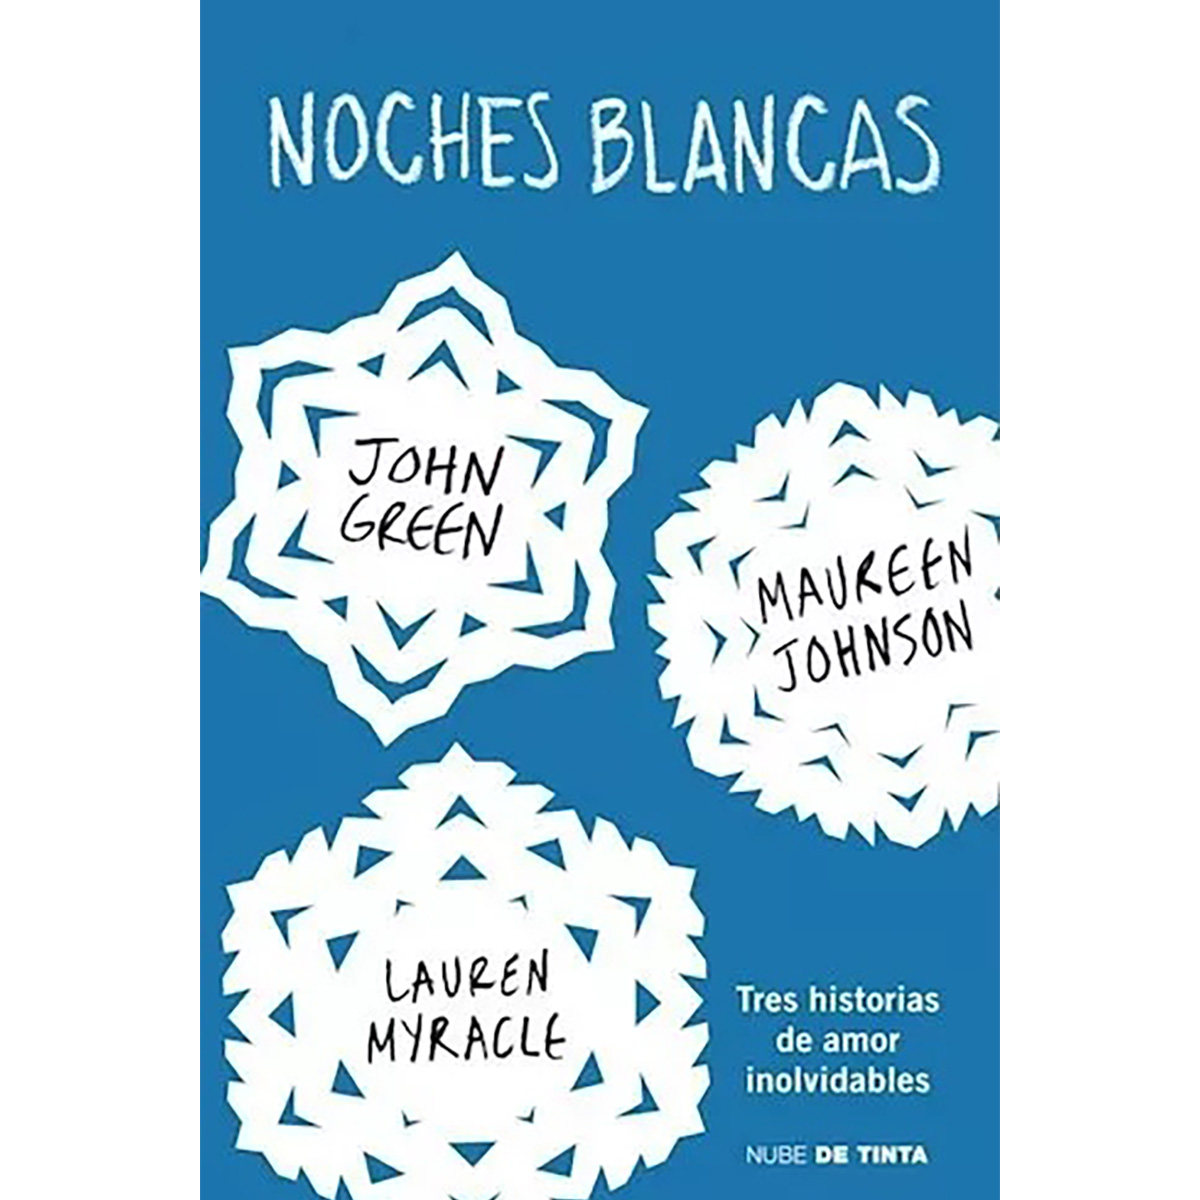 NOCHES BLANCAS
JOHN
GREEN
MAUREEN
JOHNSON
LAUREN
MYRACLE
Tres historias
de amor
inolvidables
NUBE DE TINTA